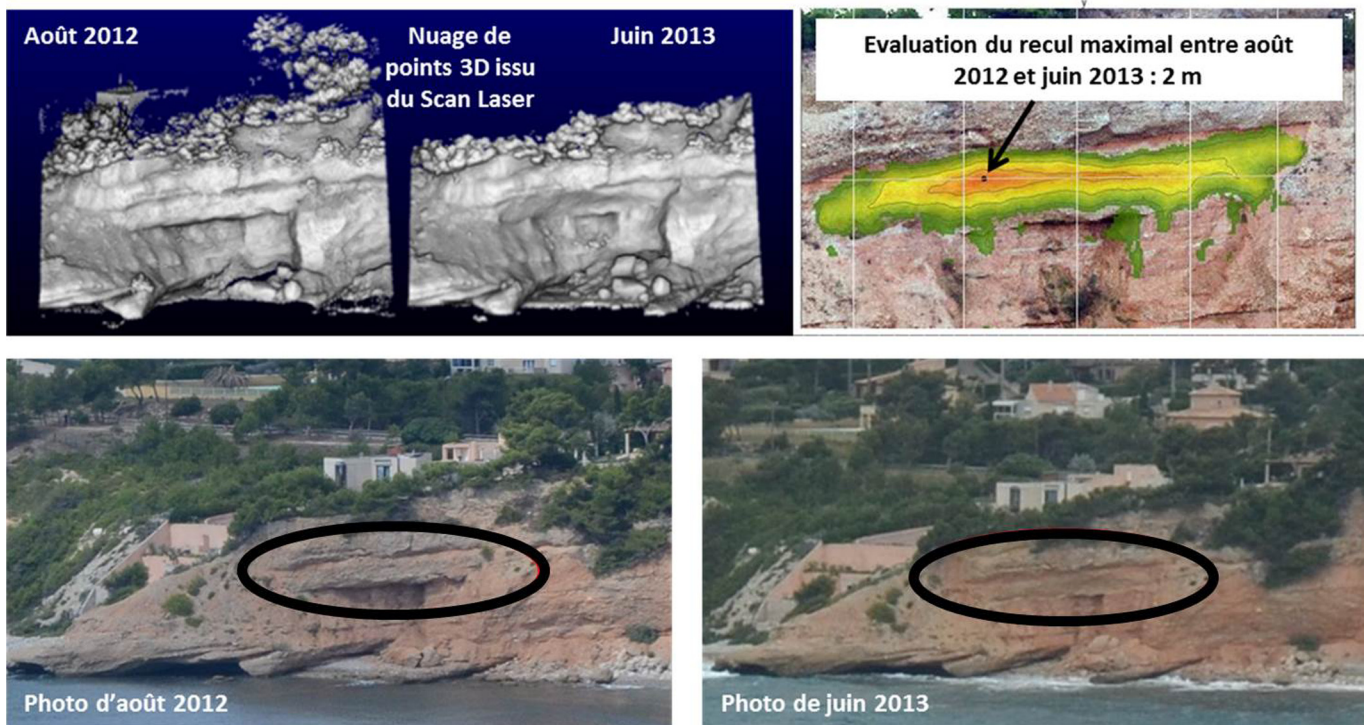 Août 2012
Nuage de
points 3D issu
du Scan Laser
Juin 2013
Evaluation du recul maximal entre août
2012 et juin 2013 : 2 m
Photo d'août 2012
Photo de juin 2013